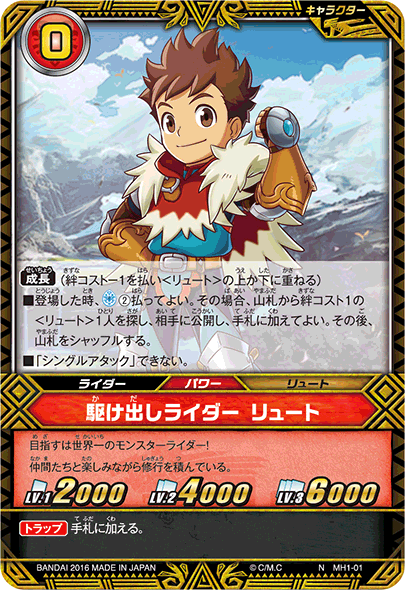 キャラクター
0
成長 (絆コスト－1を払い<リュート>の上か下に重ねる)
■登場した時、②払ってよい。その場合、山札から絆コスト1の
<リュート>1人を探し、相手に公開し、手札に加えてよい。その後、
山札をシャッフルする。
■「シングルアタック」できない。
ライダー パワー リュート
駆け出しライダー リュート
目指すは世界一のモンスターライダー!
仲間たちと楽しみながら修行を積んでいる。
LV.1 2000 LV.2 4000 LV.3 6000
トラップ 手札に加える。
BANDAI 2016 MADE IN JAPAN © C/M.C N MH1-01